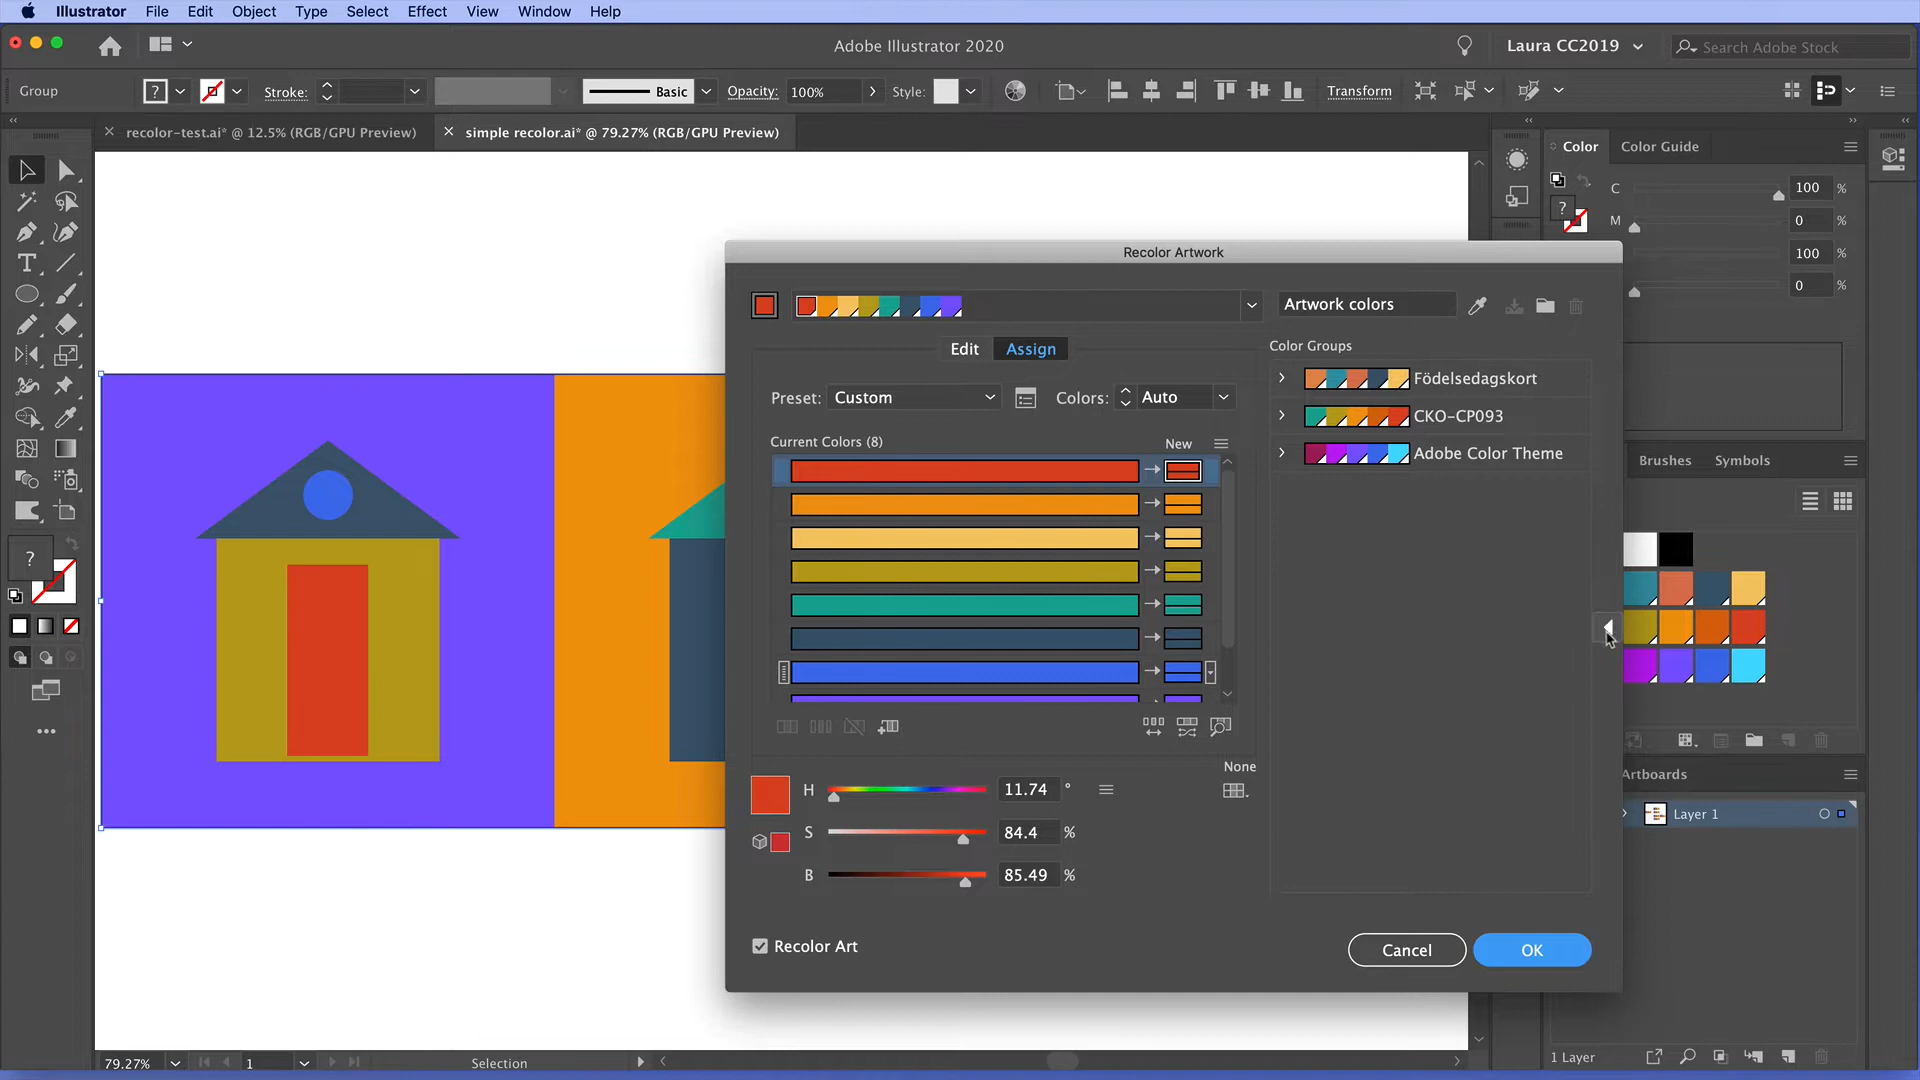 Illustrator File Edit Object Type Select Effect View Window Help
Adobe Illustrator 2020
Laura CC2019
Search Adobe Stock
Group
?
Stroke:
Basic
Opacity: 100%
Style:
Transform
recolor-test.ai* @ 12.5% (RGB/GPU Preview)
simple recolor.ai* @ 79.27% (RGB/GPU Preview)
Color Color Guide
C 100 %
?
M 0 %
100 %
0 %
Recolor Artwork
Artwork colors
Edit Assign
Color Groups
Preset: Custom
Colors: Auto
Födelsedagskort
CKO-CP093
Adobe Color Theme
Current Colors (8)
New
Brushes Symbols
T
?
None
H 11.74 °
S 84.4 %
B 85.49 %
Artboards
Layer 1
Recolor Art
Cancel
OK
79.27%
1
Selection
1 Layer